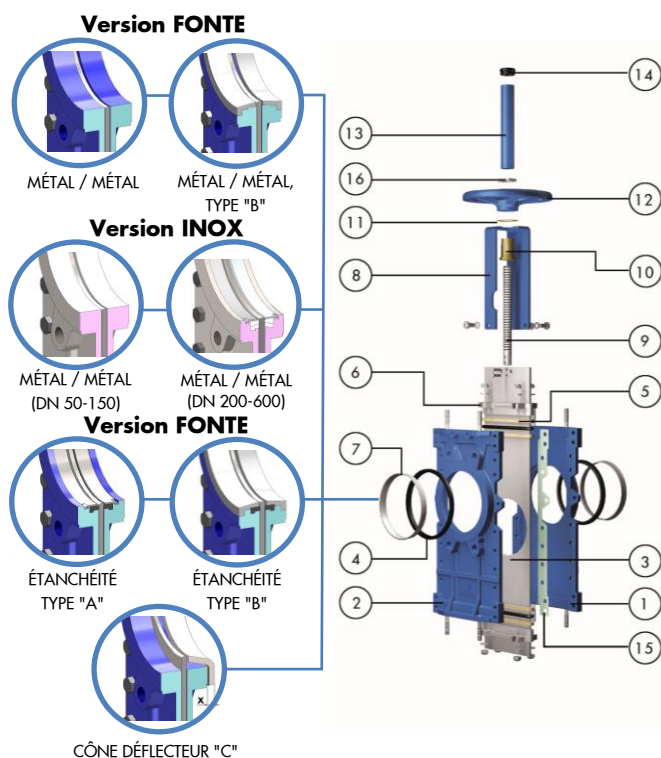 Version FONTE
MÉTAL / MÉTAL
MÉTAL / MÉTAL,
TYPE "B"
Version INOX
MÉTAL / MÉTAL
(DN 50-150)
MÉTAL / MÉTAL
(DN 200-600)
Version FONTE
ÉTANCHÉITÉ
TYPE "A"
ÉTANCHÉITÉ
TYPE "B"
X
CÔNE DÉFLECTEUR "C"
14
13
16
12
11
8
10
9
6
5
7
4
3
2
1
15